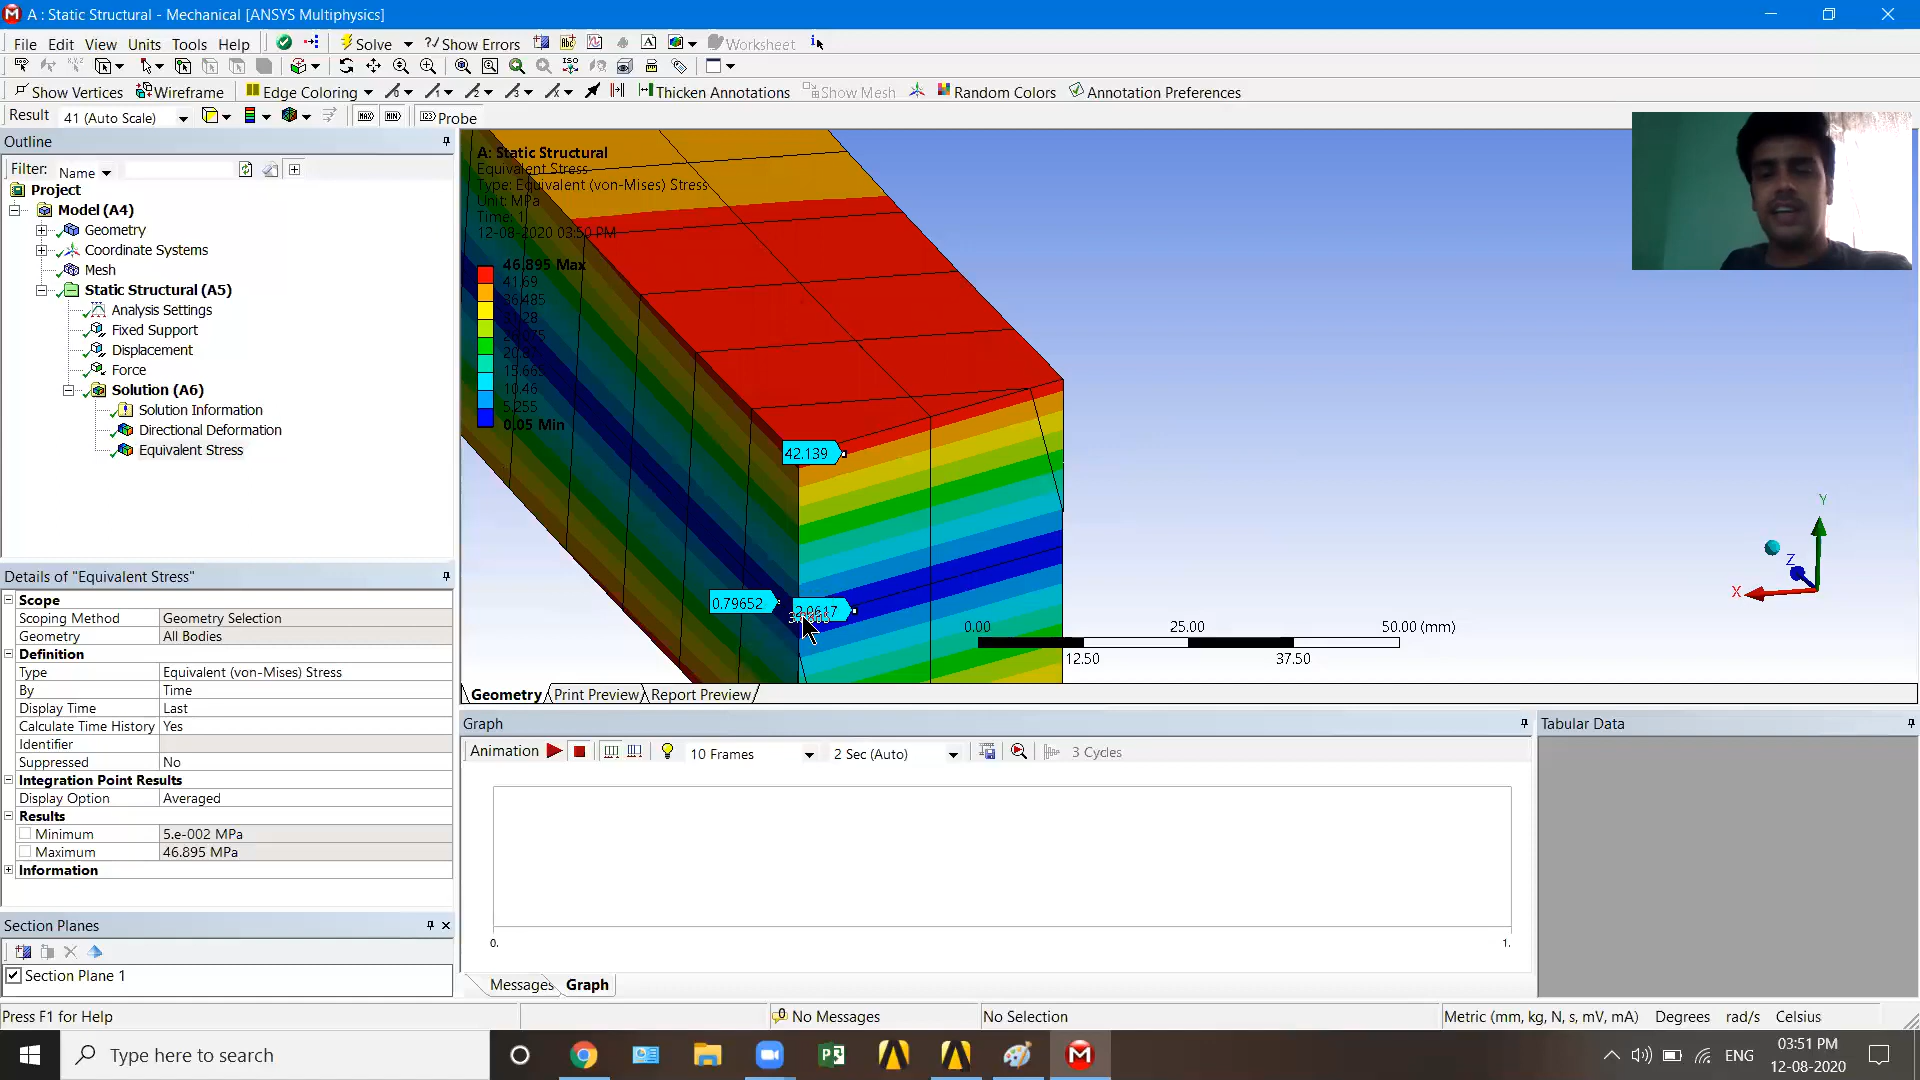 A : Static Structural - Mechanical [ANSYS Multiphysics]
File Edit View Units Tools Help Solve Show Errors Worksheet
Show Vertices Wireframe Edge Coloring Thicken Annotations Show Mesh Random Colors Annotation Preferences
Result 41 (Auto Scale) Probe
Outline
Filter: Name
Project
Model (A4)
Geometry
Coordinate Systems
Mesh
Static Structural (A5)
Analysis Settings
Fixed Support
Displacement
Force
Solution (A6)
Solution Information
Directional Deformation
Equivalent Stress
Details of "Equivalent Stress"
Scope
Scoping Method Geometry Selection
Geometry All Bodies
Definition
Type Equivalent (von-Mises) Stress
By Time
Display Time Last
Calculate Time History Yes
Identifier
Suppressed No
Integration Point Results
Display Option Averaged
Results
Minimum 5.e-002 MPa
Maximum 46.895 MPa
Information
Section Planes
Section Plane 1
A: Static Structural
Equivalent Stress
Type: Equivalent (von-Mises) Stress
Unit: MPa
Time: 1
12-08-2020 03:50 PM
46.895 Max
41.69
36.485
31.28
15.665
10.46
5.255
0.05 Min
42.139
0.79652
0.00 25.00 50.00 (mm)
12.50 37.50
X Y Z
Geometry Print Preview Report Preview
Graph
Animation 10 Frames 2 Sec (Auto) 3 Cycles
0. 1.
Messages Graph
Tabular Data
Press F1 for Help 0 No Messages No Selection Metric (mm, kg, N, s, mV, mA) Degrees rad/s Celsius
Type here to search
ENG
03:51 PM
12-08-2020